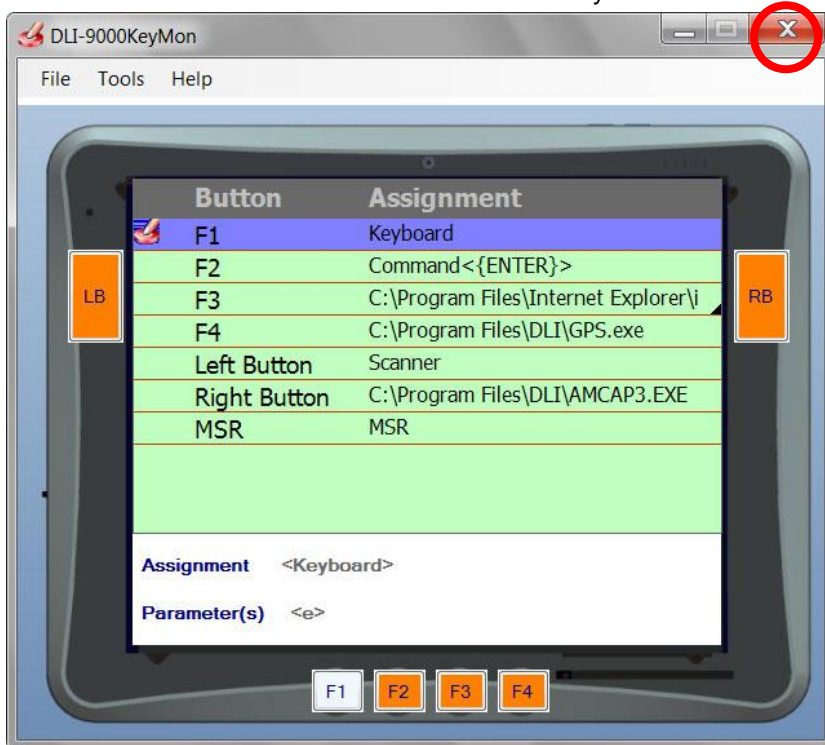 DLI-9000KeyMon
X
File Tools Help
Button Assignment
F1 Keyboard
F2 Command<{ENTER}>
F3 C:\Program Files\Internet Explorer\i
F4 C:\Program Files\DLI\GPS.exe
Left Button Scanner
Right Button C:\Program Files\DLI\AMCAP3.EXE
MSR MSR
LB
RB
Assignment <Keyboard>
Parameter(s) <e>
F1 F2 F3 F4